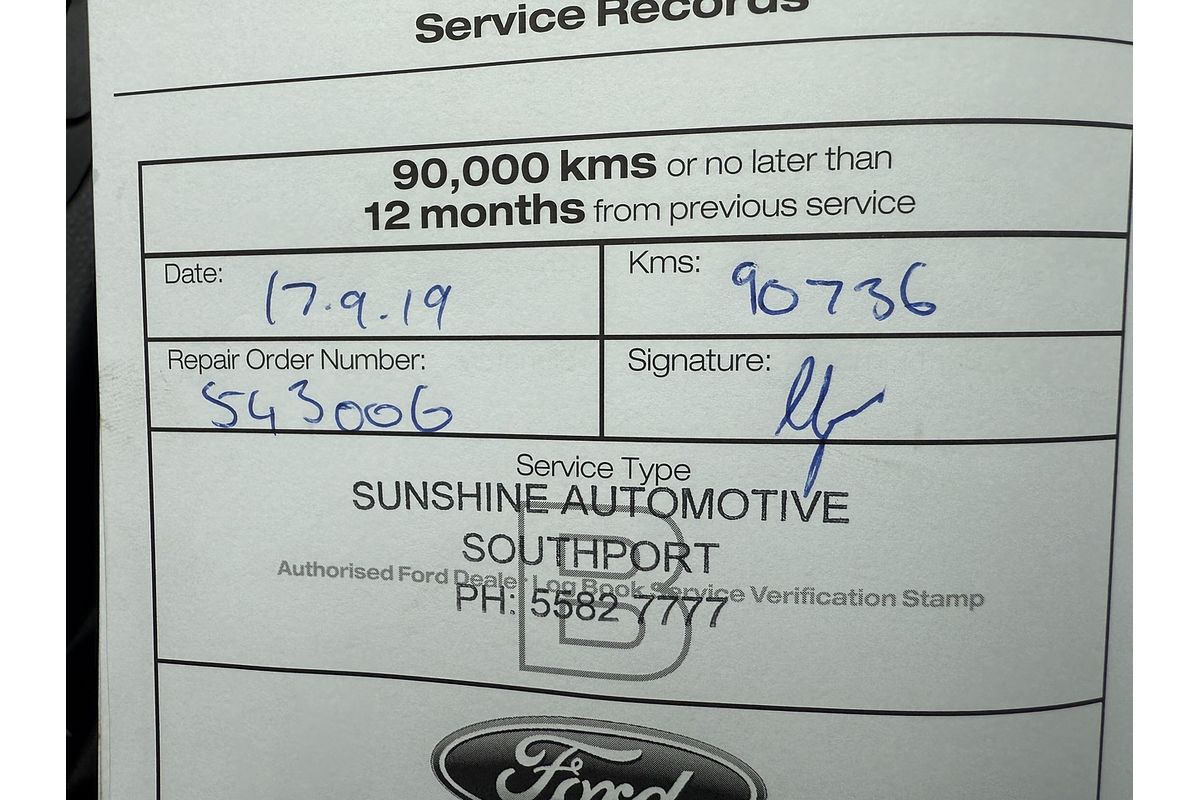 Service Records
90,000 kms or no later than
12 months from previous service
Date: 17.9.19
Kms: 90736
Repair Order Number:
543006
Signature:
Service Type
SUNSHINE AUTOMOTIVE
SOUTHPORT
B
Authorised Ford Dealer Log Book Service Verification Stamp
PH: 5582 7777
Ford